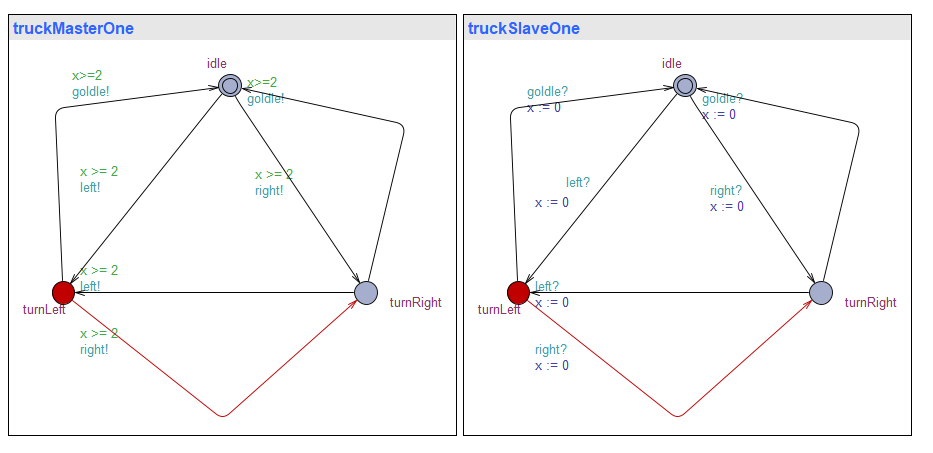 truckMasterOne
idle
x>=2
goldle!
x>=2
goldle!
x >= 2
left!
x >= 2
right!
x >= 2
left!
turnLeft
turnRight
x >= 2
right!
truckSlaveOne
idle
goldle?
x := 0
goldle?
x := 0
left?
x := 0
right?
x := 0
left?
x := 0
turnLeft
turnRight
right?
x := 0